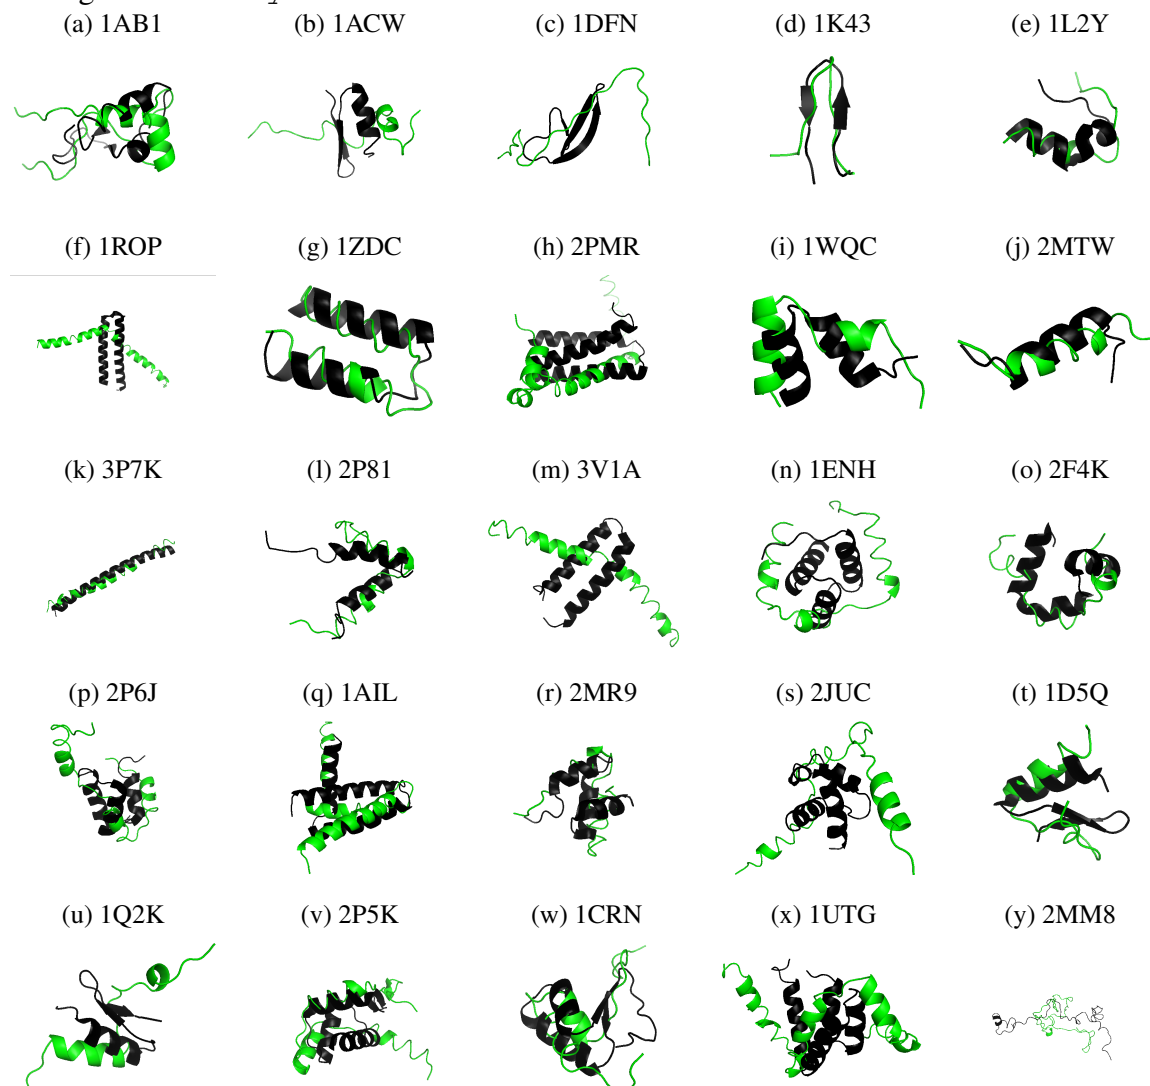 (a) 1AB1 (b) 1ACW (c) 1DFN (d) 1K43 (e) 1L2Y
(f) 1ROP (g) 1ZDC (h) 2PMR (i) 1WQC (j) 2MTW
(k) 3P7K (l) 2P81 (m) 3V1A (n) 1ENH (o) 2F4K
(p) 2P6J (q) 1AIL (r) 2MR9 (s) 2JUC (t) 1D5Q
(u) 1Q2K (v) 2P5K (w) 1CRN (x) 1UTG (y) 2MM8